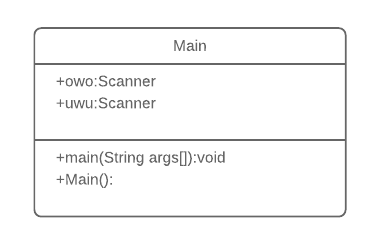 Main
+owo:Scanner
+uwu:Scanner
+main(String args[]):void
+Main():